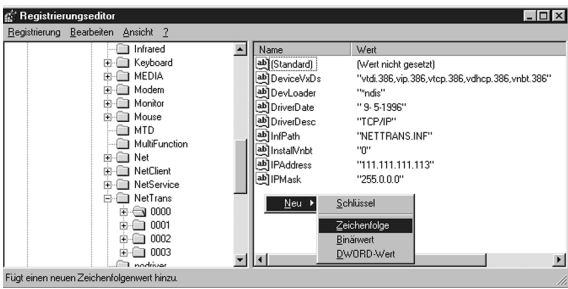 Registrierungseditor
Registrierung Bearbeiten Ansicht ?
Infrared
Keyboard
MEDIA
Modem
Monitor
Mouse
MTD
MultiFunction
Net
NetClient
NetService
NetTrans
0000
0001
0002
0003
nodriver
Name Wert
(Standard) (Wert nicht gesetzt)
DeviceVxDs "vtdi.386,vip.386,vtcp.386,vdhcp.386,vnbt.386"
DevLoader "*ndis"
DriverDate " 9- 5-1996"
DriverDesc "TCP/IP"
InfPath "NETTRANS.INF"
InstallVnbt "0"
IPAddress "111.111.111.113"
IPMask "255.0.0.0"
Neu Schlüssel
Zeichenfolge
Binärwert
DWORD-Wert
Fügt einen neuen Zeichenfolgenwert hinzu.